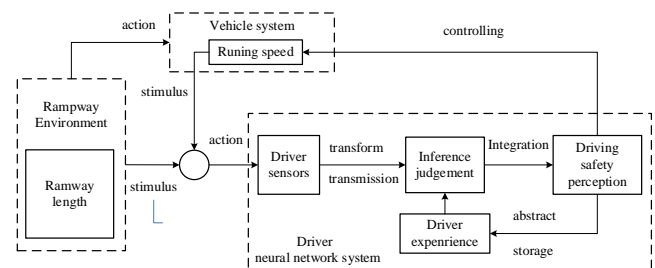 action
Vehicle system
Runing speed
controlling
stimulus
Rampway
Environment
Ramway
length
stimulus
action
Driver
sensors
transform
transmission
Inference
judgement
Integration
Driving
safety
perception
Driver
expenrience
abstract
storage
Driver
neural network system